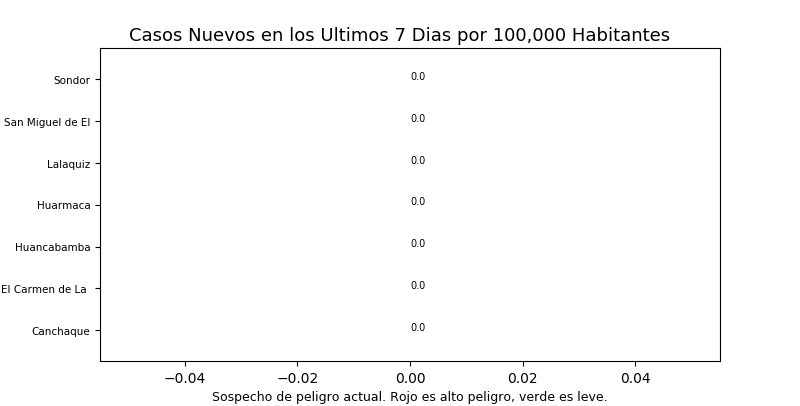 Casos Nuevos en los Ultimos 7 Dias por 100,000 Habitantes
Sondor 0.0
San Miguel de El 0.0
Lalaquiz 0.0
Huarmaca 0.0
Huancabamba 0.0
El Carmen de La 0.0
Canchaque 0.0
−0.04 −0.02 0.00 0.02 0.04
Sospecho de peligro actual. Rojo es alto peligro, verde es leve.